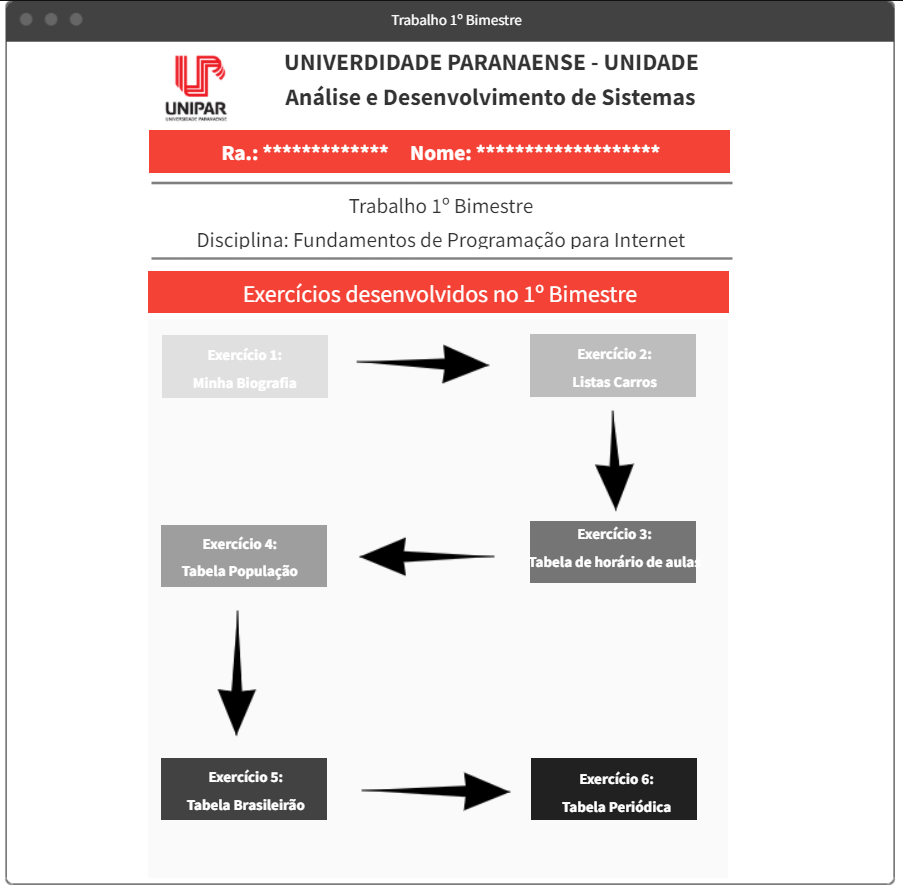 Trabalho 1º Bimestre
UNIVERDIDADE PARANAENSE - UNIDADE
Análise e Desenvolvimento de Sistemas
UNIPAR
UNIVERSIDADE PARANAENSE
Ra.: ************* Nome: *******************
Trabalho 1º Bimestre
Disciplina: Fundamentos de Programação para Internet
Exercícios desenvolvidos no 1º Bimestre
Exercício 1:
Minha Biografia
Exercício 2:
Listas Carros
Exercício 4:
Tabela População
Exercício 3:
Tabela de horário de aulas
Exercício 5:
Tabela Brasileirão
Exercício 6:
Tabela Periódica